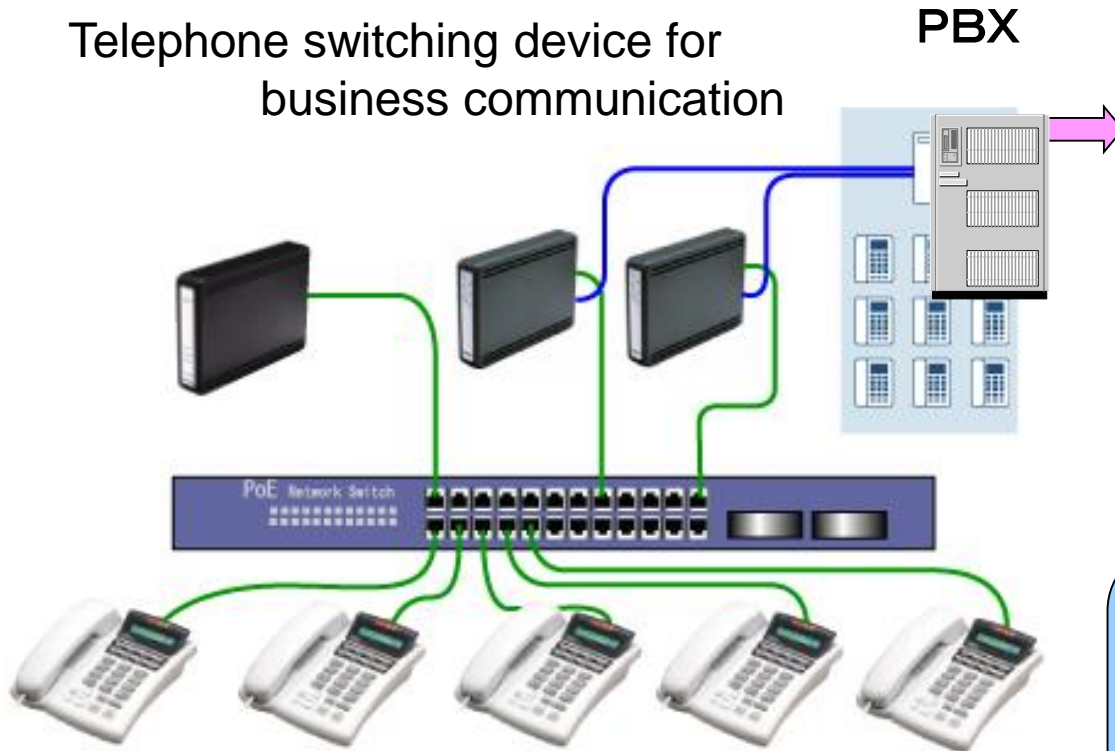 Telephone switching device for
business communication
PBX
PoE Network Switch